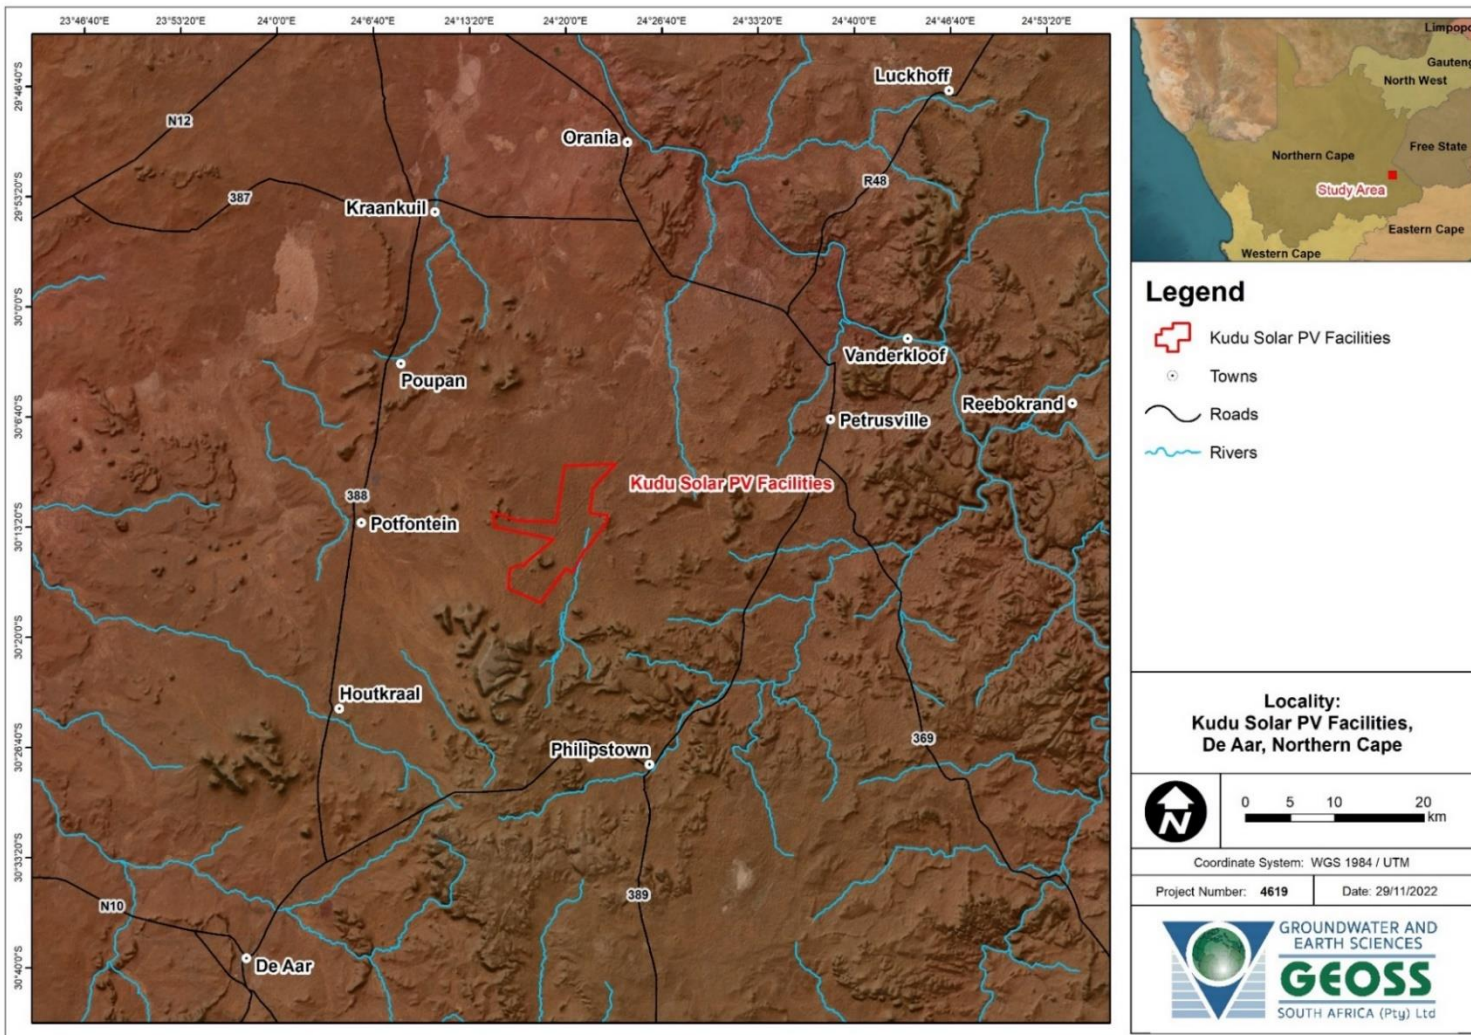 23°46'40"E
23°53'20"E
24°0'0"E
24°6'40"E
24°13'20"E
24°20'0"E
24°26'40"E
24°33'20"E
24°40'0"E
24°46'40"E
24°53'20"E
29°46'40"S
29°53'20"S
30°0'0"S
30°6'40"S
30°13'20"S
30°20'0"S
30°26'40"S
30°33'20"S
30°40'0"S
Luckhoff
N12
Orania
R48
387
Kraankuil
Vanderkloof
Poupan
Reebokrand
Petrusville
Kudu Solar PV Facilities
388
Potfontein
Houtkraal
Philipstown
369
389
N10
De Aar
Limpopo
Gauteng
North West
Northern Cape
Free State
Study Area
Eastern Cape
Western Cape
Legend
Kudu Solar PV Facilities
Towns
Roads
Rivers
Locality:
Kudu Solar PV Facilities,
De Aar, Northern Cape
N
0 5 10 20
km
Coordinate System: WGS 1984 / UTM
Project Number: 4619
Date: 29/11/2022
GROUNDWATER AND
EARTH SCIENCES
GEOSS
SOUTH AFRICA (Pty) Ltd